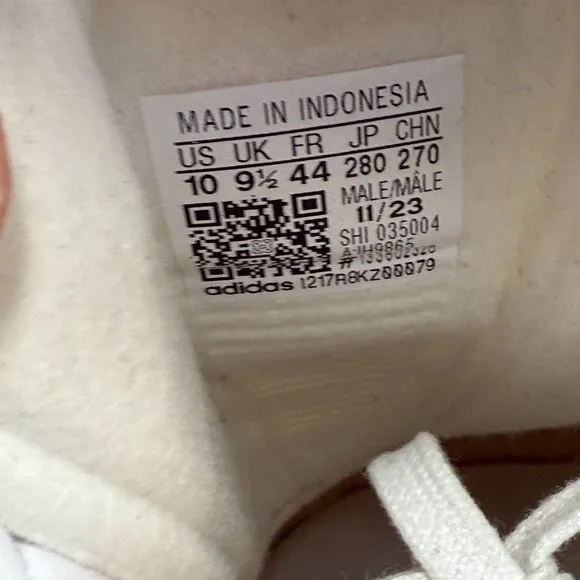 MADE IN INDONESIA
US UK FR JP CHN
10 9½ 44 280 270
MALE/MÂLE
11/23
SHI 035004
adidas 1217R8KZ00079